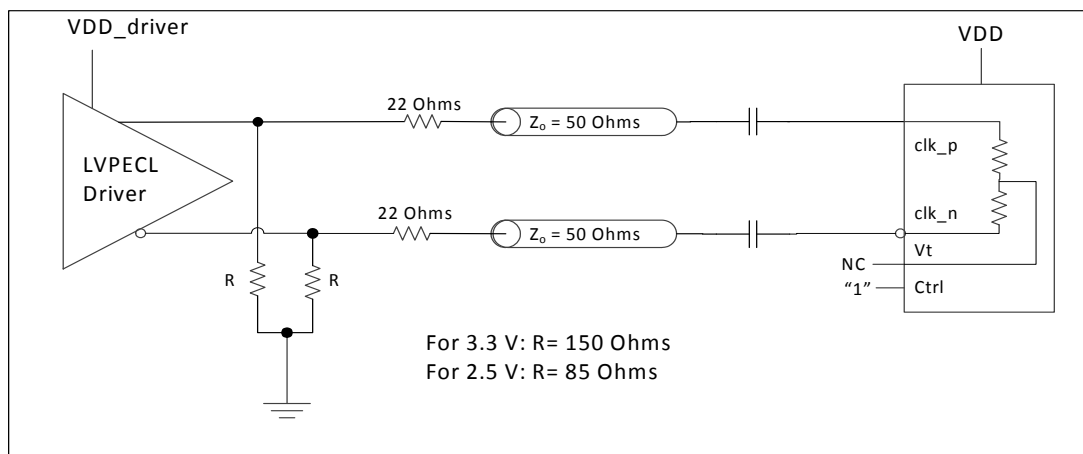 VDD_driver
VDD
22 Ohms
Zo = 50 Ohms
clk_p
LVPECL
Driver
22 Ohms
clk_n
Zo = 50 Ohms
Vt
NC
R
R
“1”
Ctrl
For 3.3 V: R= 150 Ohms
For 2.5 V: R= 85 Ohms